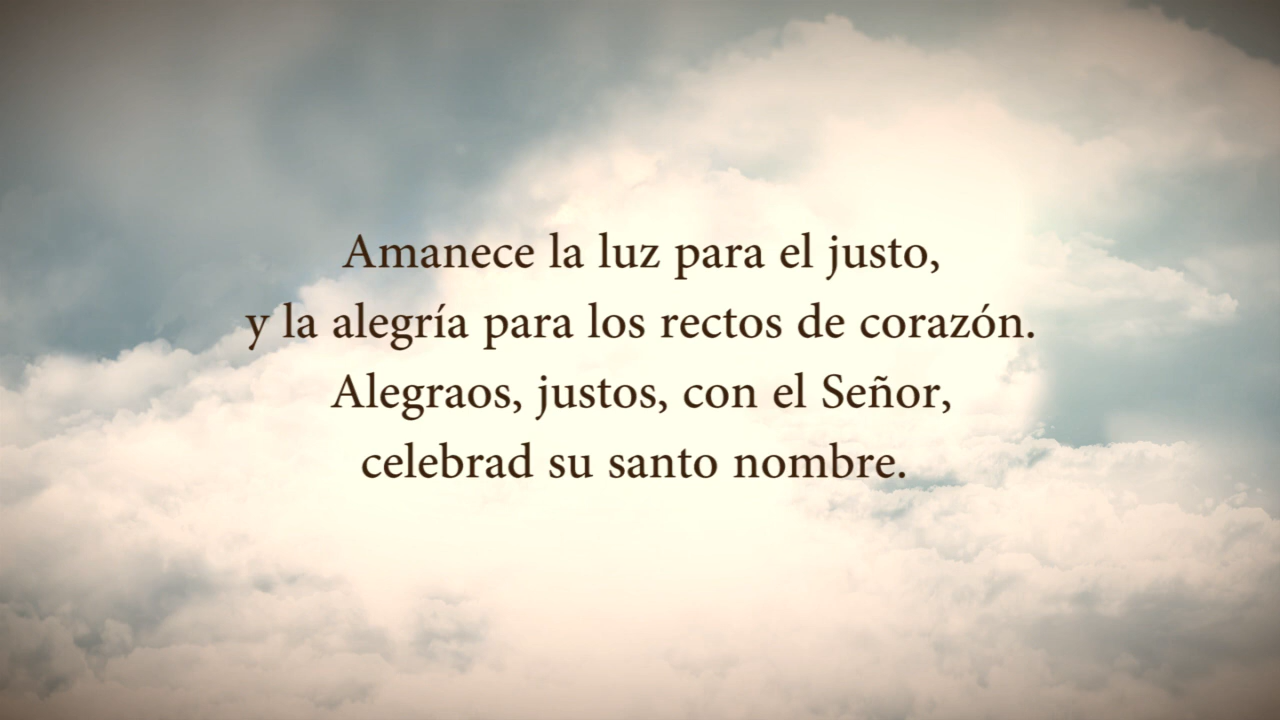 Amanece la luz para el justo,
y la alegría para los rectos de corazón.
Alegraos, justos, con el Señor,
celebrad su santo nombre.